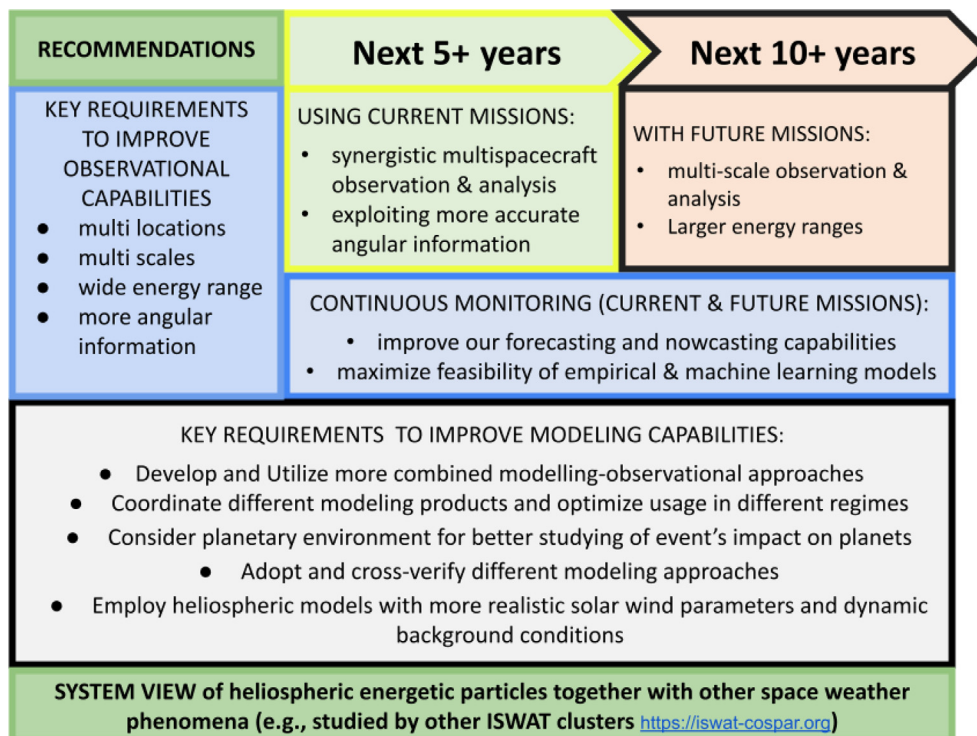 RECOMMENDATIONS
Next 5+ years
Next 10+ years
KEY REQUIREMENTS
TO IMPROVE
OBSERVATIONAL
CAPABILITIES
● multi locations
● multi scales
● wide energy range
● more angular
information
USING CURRENT MISSIONS:
• synergistic multispacecraft
observation & analysis
• exploiting more accurate
angular information
WITH FUTURE MISSIONS:
• multi-scale observation &
analysis
• Larger energy ranges
CONTINUOUS MONITORING (CURRENT & FUTURE MISSIONS):
• improve our forecasting and nowcasting capabilities
• maximize feasibility of empirical & machine learning models
KEY REQUIREMENTS TO IMPROVE MODELING CAPABILITIES:
● Develop and Utilize more combined modelling-observational approaches
● Coordinate different modeling products and optimize usage in different regimes
● Consider planetary environment for better studying of event's impact on planets
● Adopt and cross-verify different modeling approaches
● Employ heliospheric models with more realistic solar wind parameters and dynamic
background conditions
SYSTEM VIEW of heliospheric energetic particles together with other space weather
phenomena (e.g., studied by other ISWAT clusters https://iswat-cospar.org)